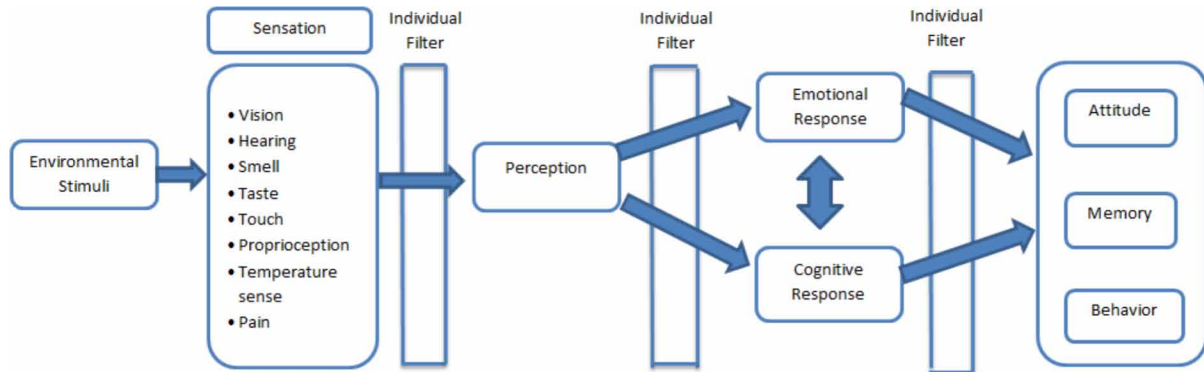 Sensation
Individual
Filter
Individual
Filter
Individual
Filter
Environmental
Stimuli
• Vision
• Hearing
• Smell
• Taste
• Touch
• Proprioception
• Temperature
sense
• Pain
Perception
Emotional
Response
Cognitive
Response
Attitude
Memory
Behavior